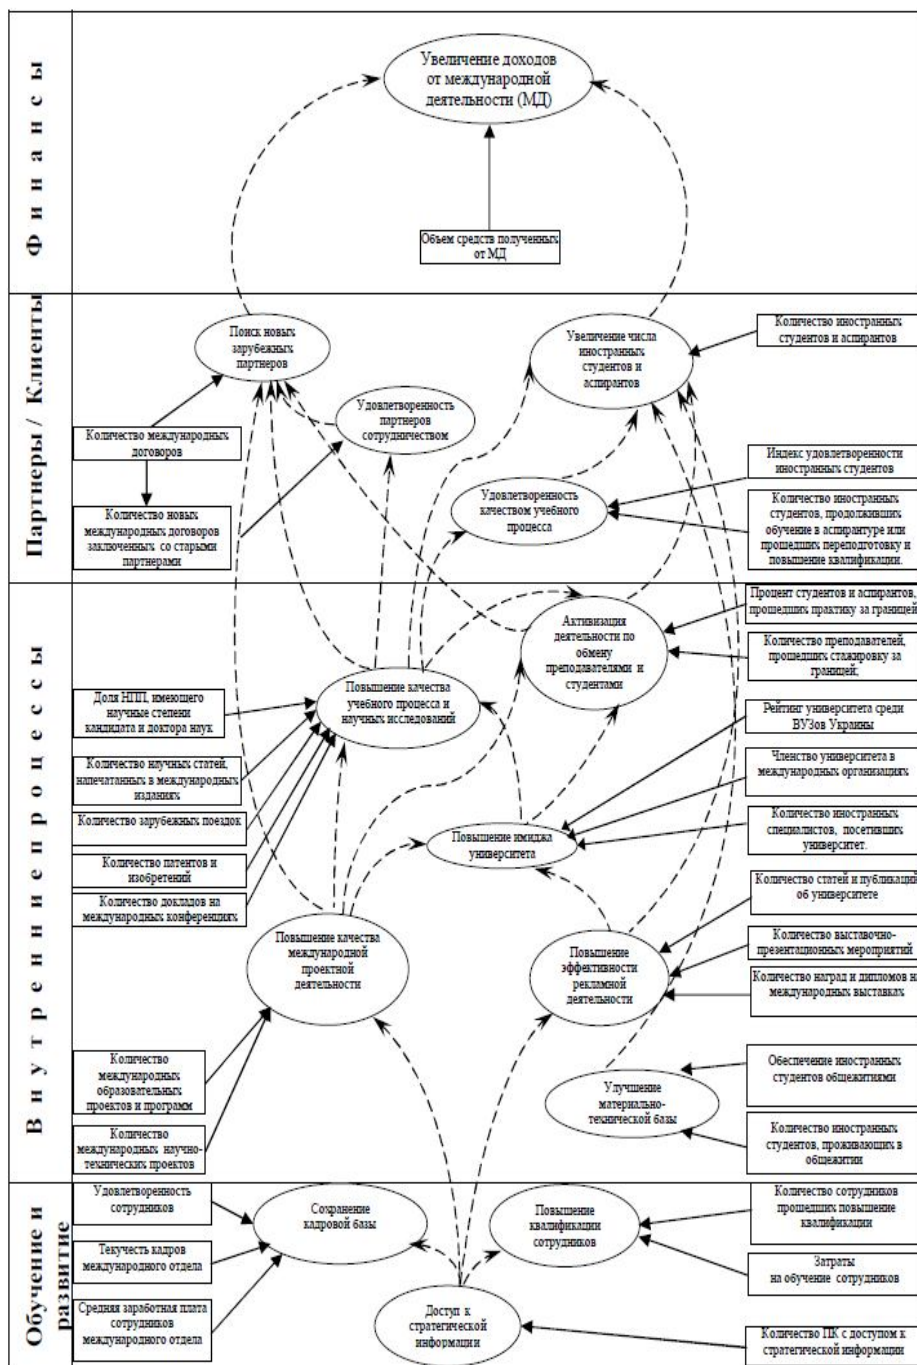 Финансы
Увеличение доходов
от международной
деятельности (МД)
Объем средств полученных
от МД
Партнеры / Клиенты
Поиск новых
зарубежных
партнеров
Увеличение числа
иностранных
студентов и
аспирантов
Количество иностранных
студентов и аспирантов
Удовлетворенность
партнеров
сотрудничеством
Количество международных
договоров
Количество новых
международных договоров
заключенных со старыми
партнерами
Удовлетворенность
качеством учебного
процесса
Индекс удовлетворенности
иностранных студентов
Количество иностранных
студентов, продолживших
обучение в аспирантуре или
прошедших переподготовку и
повышение квалификации.
Внутренние процессы
Активизация
деятельности по
обмену
преподавателями и
студентами
Процент студентов и аспирантов,
прошедших практику за границей
Количество преподавателей,
прошедших стажировку за
границей;
Повышение качества
учебного процесса и
научных исследований
Доля НПП, имеющего
научные степени
кандидата и доктора наук
Количество научных статей,
напечатанных в международных
изданиях
Количество зарубежных поездок
Количество патентов и
изобретений
Количество докладов на
международных конференциях
Рейтинг университета среди
ВУЗов Украины
Членство университета в
международных организациях
Количество иностранных
специалистов, посетивших
университет.
Повышение имиджа
университета
Количество статей и публикаций
об университете
Количество выставочно-
презентационных мероприятий
Количество наград и дипломов на
международных выставках
Повышение качества
международной
проектной
деятельности
Повышение
эффективности
рекламной
деятельности
Количество
международных
образовательных
проектов и программ
Количество
международных научно-
технических проектов
Улучшение
материально-
технической базы
Обеспечение иностранных
студентов общежитиями
Количество иностранных
студентов, проживающих в
общежитии
Обучение и
развитие
Удовлетворенность
сотрудников
Текучесть кадров
международного отдела
Средняя заработная плата
сотрудников
международного отдела
Сохранение
кадровой базы
Повышение
квалификации
сотрудников
Количество сотрудников
прошедших повышение
квалификации
Затраты
на обучение сотрудников
Доступ к
стратегической
информации
Количество ПК с доступом к
стратегической информации